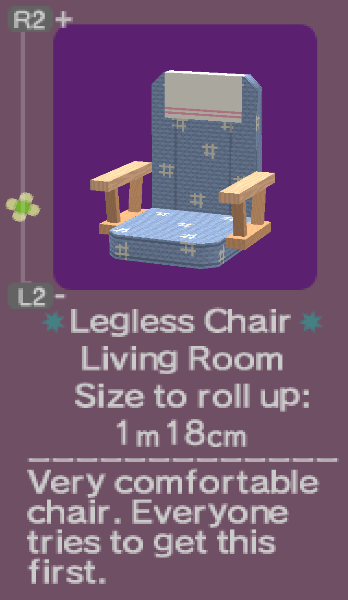 R2 +
L2 -
Legless Chair
Living Room
Size to roll up:
1m18cm
Very comfortable
chair. Everyone
tries to get this
first.